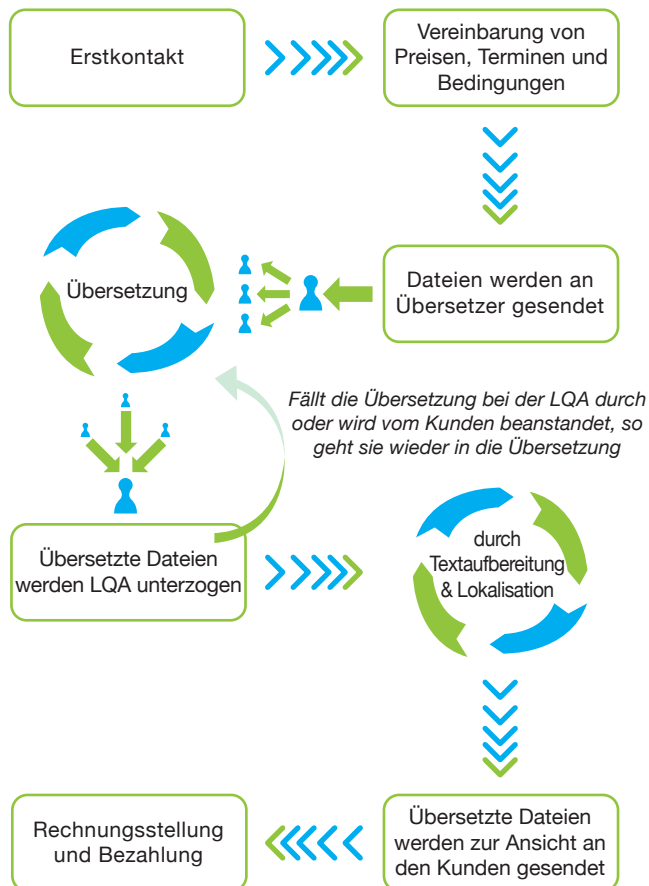 Erstkontakt
Vereinbarung von
Preisen, Terminen und
Bedingungen
Dateien werden an
Übersetzer gesendet
Übersetzung
Fällt die Übersetzung bei der LQA durch
oder wird vom Kunden beanstandet, so
geht sie wieder in die Übersetzung
Übersetzte Dateien
werden LQA unterzogen
durch
Textaufbereitung
& Lokalisation
Übersetzte Dateien
werden zur Ansicht an
den Kunden gesendet
Rechnungsstellung
und Bezahlung